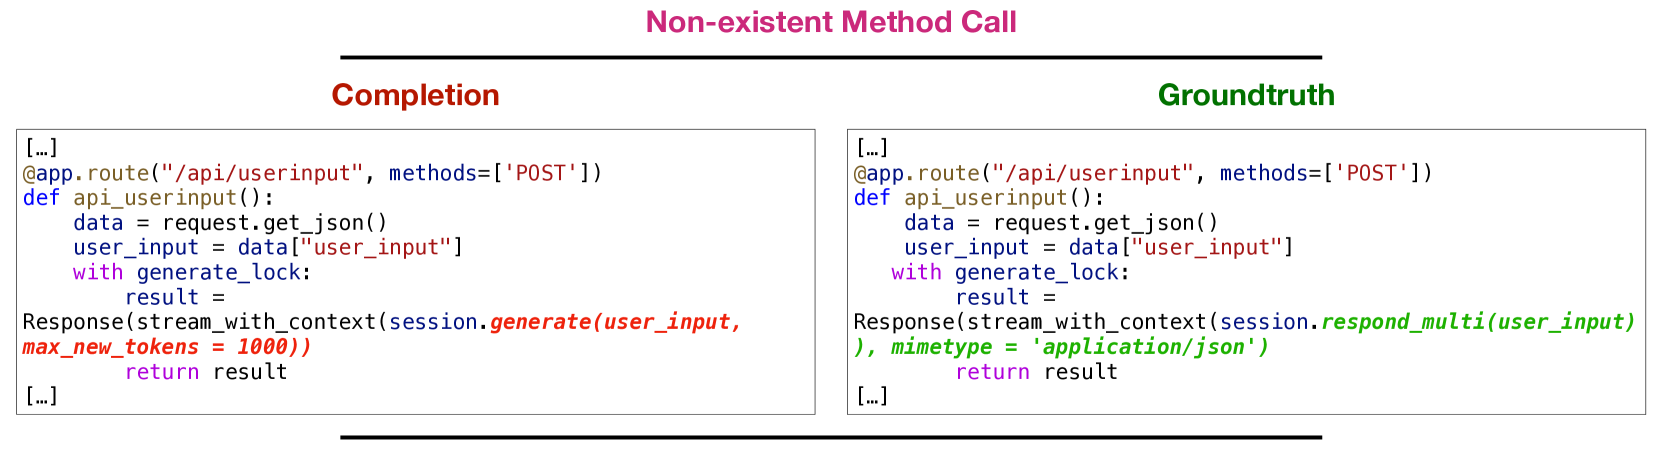 Non-existent Method Call
Completion
[…]
@app.route("/api/userinput", methods=['POST'])
def api_userinput():
    data = request.get_json()
    user_input = data["user_input"]
    with generate_lock:
        result =
Response(stream_with_context(session.generate(user_input,
max_new_tokens = 1000))
        return result
[…]
Groundtruth
[…]
@app.route("/api/userinput", methods=['POST'])
def api_userinput():
    data = request.get_json()
    user_input = data["user_input"]
   with generate_lock:
        result =
Response(stream_with_context(session.respond_multi(user_input)
), mimetype = 'application/json')
        return result
[…]